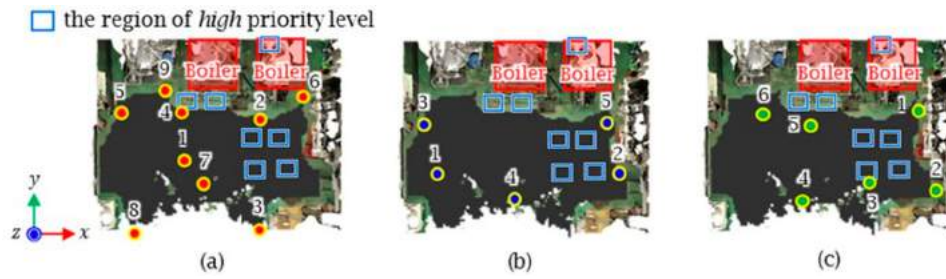 the region of high priority level
Boiler Boiler
9 6
5 4 2
1
7
8 3
Boiler Boiler
3 5
1 2
4
Boiler Boiler
6 1
5
4 3 2
y
z x
(a) (b) (c)